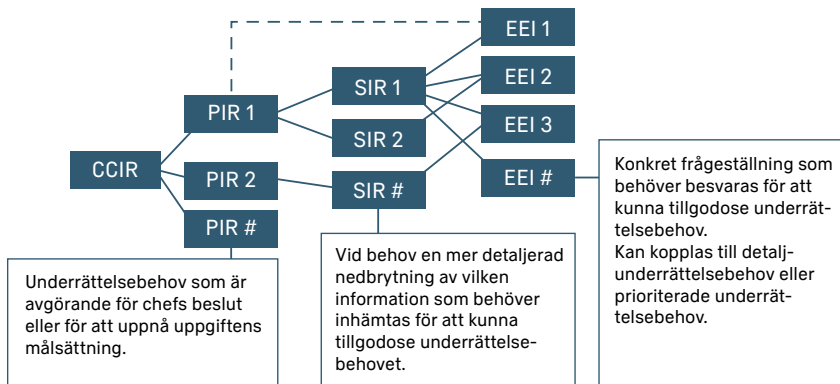 EEI 1
EEI 2
EEI 3
EEI #
SIR 1
SIR 2
SIR #
PIR 1
PIR 2
PIR #
CCIR
Underrättelsebehov som är
avgörande för chefs beslut
eller för att uppnå uppgiftens
målsättning.
Vid behov en mer detaljerad
nedbrytning av vilken
information som behöver
inhämtas för att kunna
tillgodose underrättelse-
behovet.
Konkret frågeställning som
behöver besvaras för att
kunna tillgodose underrät-
telsebehov.
Kan kopplas till detalj-
underrättelsebehov eller
prioriterade underrät-
telsebehov.